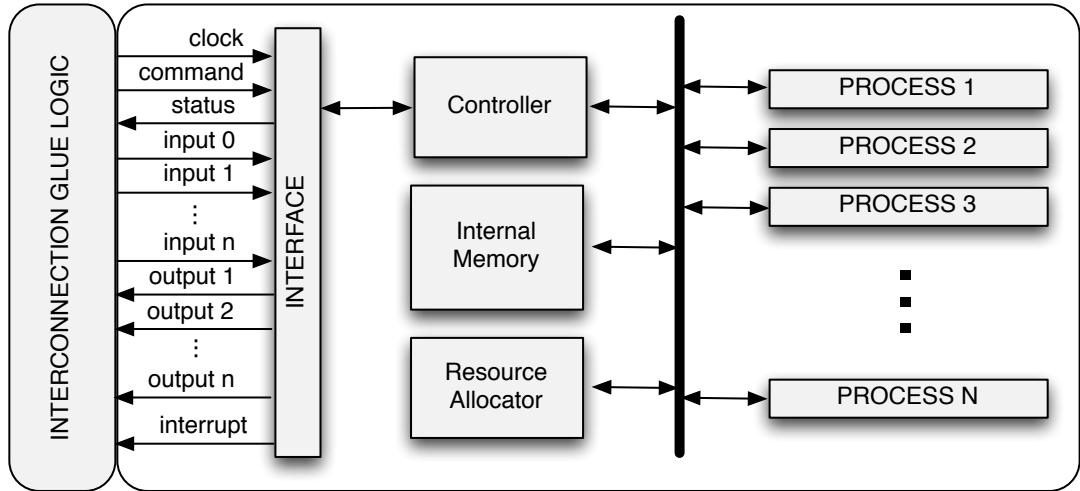 INTERCONNECTION GLUE LOGIC
clock
command
status
input 0
input 1
⋮
input n
output 1
output 2
⋮
output n
interrupt
INTERFACE
Controller
Internal
Memory
Resource
Allocator
PROCESS 1
PROCESS 2
PROCESS 3
PROCESS N